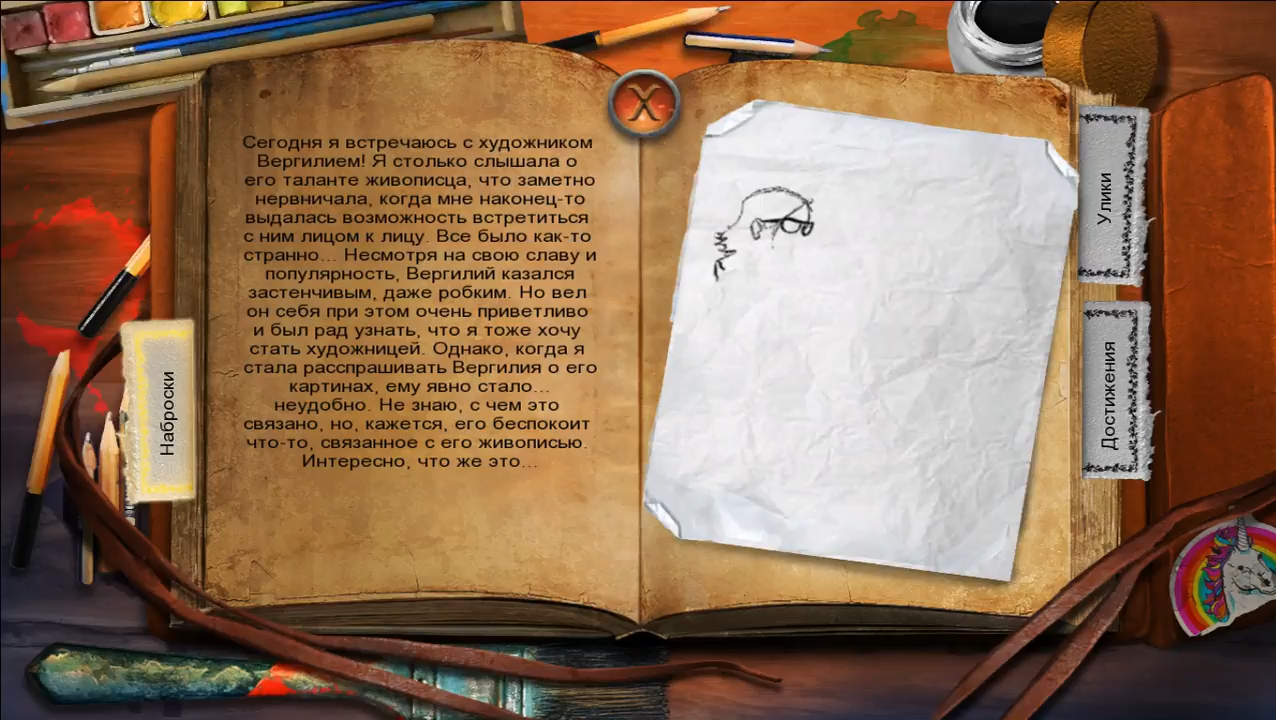 Сегодня я встречаюсь с художником
Вергилием! Я столько слышала о
его таланте живописца, что заметно
нервничала, когда мне наконец-то
выдалась возможность встретиться
с ним лицом к лицу. Все было как-то
странно... Несмотря на свою славу и
популярность, Вергилий казался
застенчивым, даже робким. Но вел
он себя при этом очень приветливо
и был рад узнать, что я тоже хочу
стать художницей. Однако, когда я
стала расспрашивать Вергилия о его
картинах, ему явно стало...
неудобно. Не знаю, с чем это
связано, но, кажется, его беспокоит
что-то, связанное с его живописью.
Интересно, что же это...
X
Наброски
Улики
Достижения